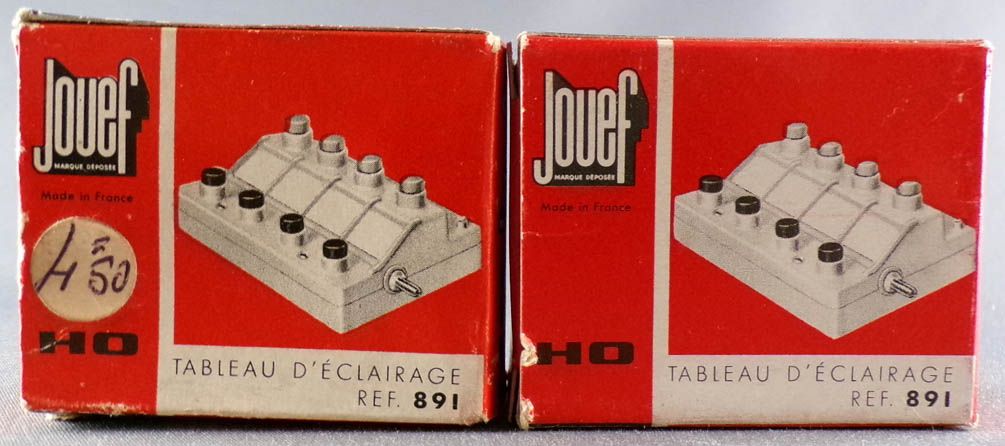 Jouef
MARQUE DÉPOSÉE
Made in France
4 50
HO
TABLEAU D'ÉCLAIRAGE
REF. 891
Jouef
MARQUE DÉPOSÉE
Made in France
HO
TABLEAU D'ÉCLAIRAGE
REF. 891